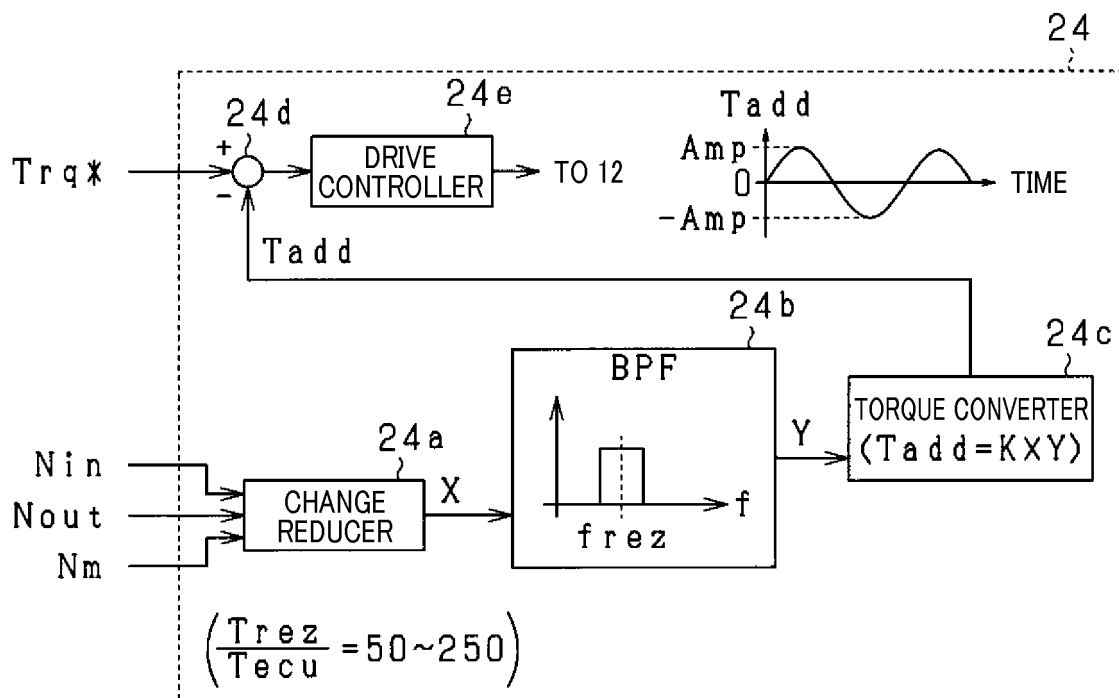 24
24d
24e
Trq*
+
-
DRIVE
CONTROLLER
TO 12
Tadd
Amp
0
-Amp
TIME
Tadd
24b
BPF
f
frez
24c
TORQUE CONVERTER
(Tadd=K×Y)
Y
24a
Nin
Nout
Nm
CHANGE
REDUCER
X
(Trez
Tecu =50~250)